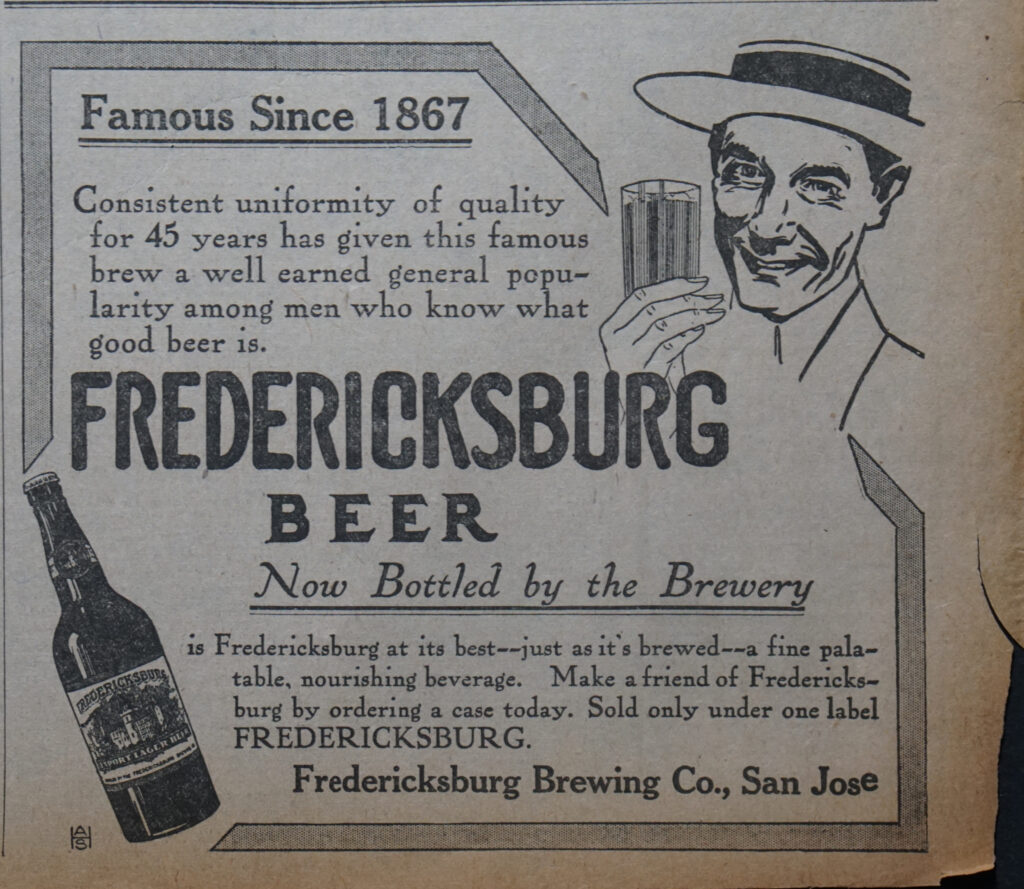 Famous Since 1867
Consistent uniformity of quality
for 45 years has given this famous
brew a well earned general popu-
larity among men who know what
good beer is.
FREDERICKSBURG
BEER
Now Bottled by the Brewery
is Fredericksburg at its best--just as it's brewed--a fine pala-
table, nourishing beverage. Make a friend of Fredericks-
burg by ordering a case today. Sold only under one label
FREDERICKSBURG.
Fredericksburg Brewing Co., San Jose
FREDERICKSBURG
EXPORT LAGER BEER